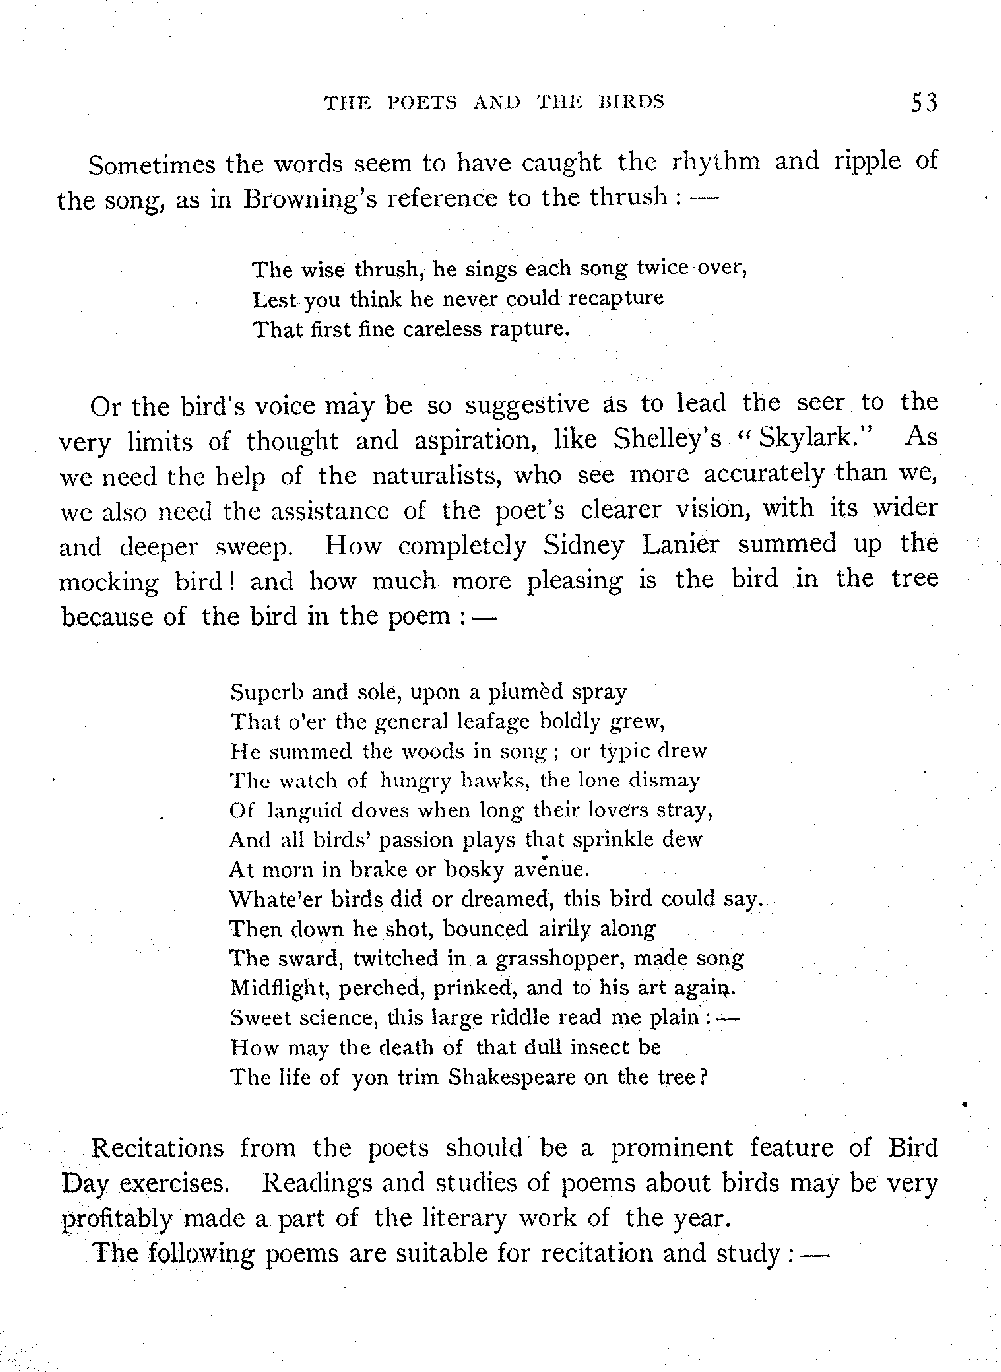 THE POETS AND THE BIRDS 53
Sometimes the words seem to have caught the rhythm and ripple of
the song, as in Browning's reference to the thrush : —
The wise thrush, he sings each song twice over,
Lest you think he never could recapture
That first fine careless rapture.
Or the bird's voice may be so suggestive as to lead the seer to the
very limits of thought and aspiration, like Shelley's "Skylark." As
we need the help of the naturalists, who see more accurately than we,
we also need the assistance of the poet's clearer vision, with its wider
and deeper sweep. How completely Sidney Lanier summed up the
mocking bird! and how much more pleasing is the bird in the tree
because of the bird in the poem : —
Superb and sole, upon a plumèd spray
That o'er the general leafage boldly grew,
He summed the woods in song; or typic drew
The watch of hungry hawks, the lone dismay
Of languid doves when long their lovers stray,
And all birds' passion plays that sprinkle dew
At morn in brake or bosky avenue.
Whate'er birds did or dreamed, this bird could say.
Then down he shot, bounced airily along
The sward, twitched in a grasshopper, made song
Midflight, perched, prinked, and to his art again.
Sweet science, this large riddle read me plain : —
How may the death of that dull insect be
The life of yon trim Shakespeare on the tree?
Recitations from the poets should be a prominent feature of Bird
Day exercises. Readings and studies of poems about birds may be very
profitably made a part of the literary work of the year.
The following poems are suitable for recitation and study : —